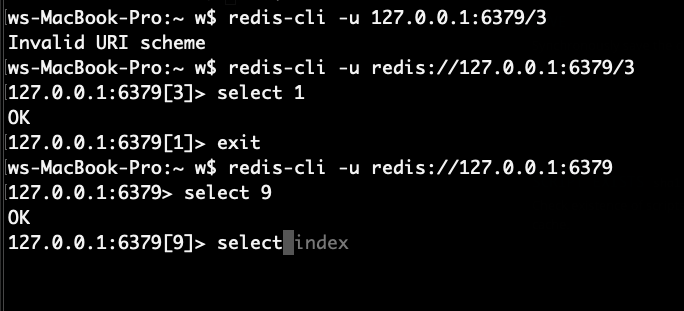 ws-MacBook-Pro:~ w$ redis-cli -u 127.0.0.1:6379/3
Invalid URI scheme
ws-MacBook-Pro:~ w$ redis-cli -u redis://127.0.0.1:6379/3
127.0.0.1:6379[3]> select 1
OK
127.0.0.1:6379[1]> exit
ws-MacBook-Pro:~ w$ redis-cli -u redis://127.0.0.1:6379
127.0.0.1:6379> select 9
OK
127.0.0.1:6379[9]> select index